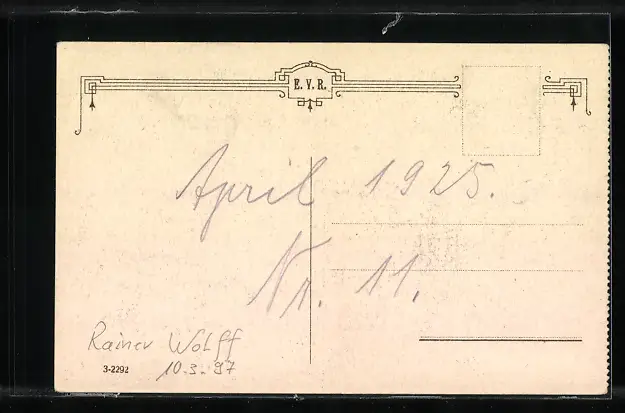 E. V. R.
April 1925.
Nr. 11.
Rainer Wolff
10.3.97
3-2292